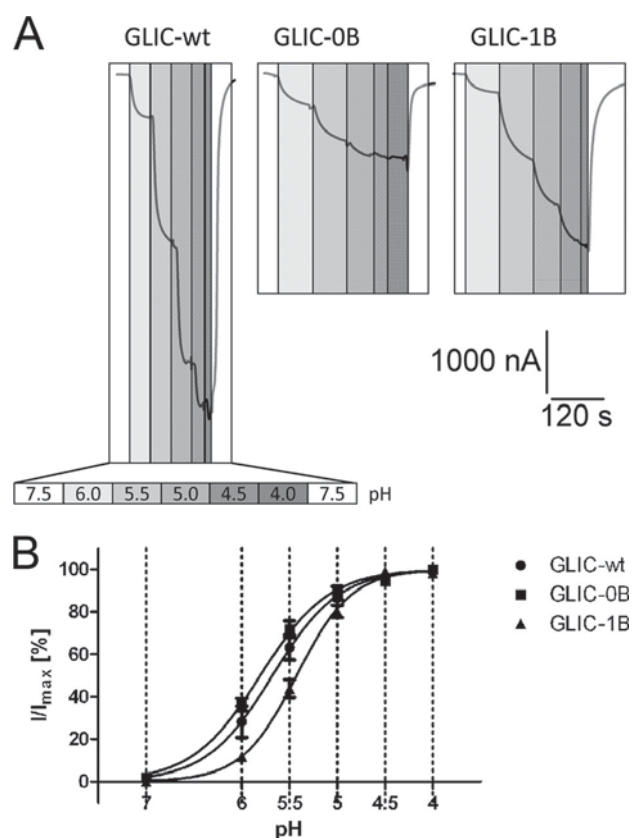 A
GLIC-wt GLIC-0B GLIC-1B
1000 nA
120 s
7.5 6.0 5.5 5.0 4.5 4.0 7.5 pH
B
100
80
60
40
20
0
I/Imax [%]
7 6 5.5 5 4.5 4
pH
GLIC-wt
GLIC-0B
GLIC-1B